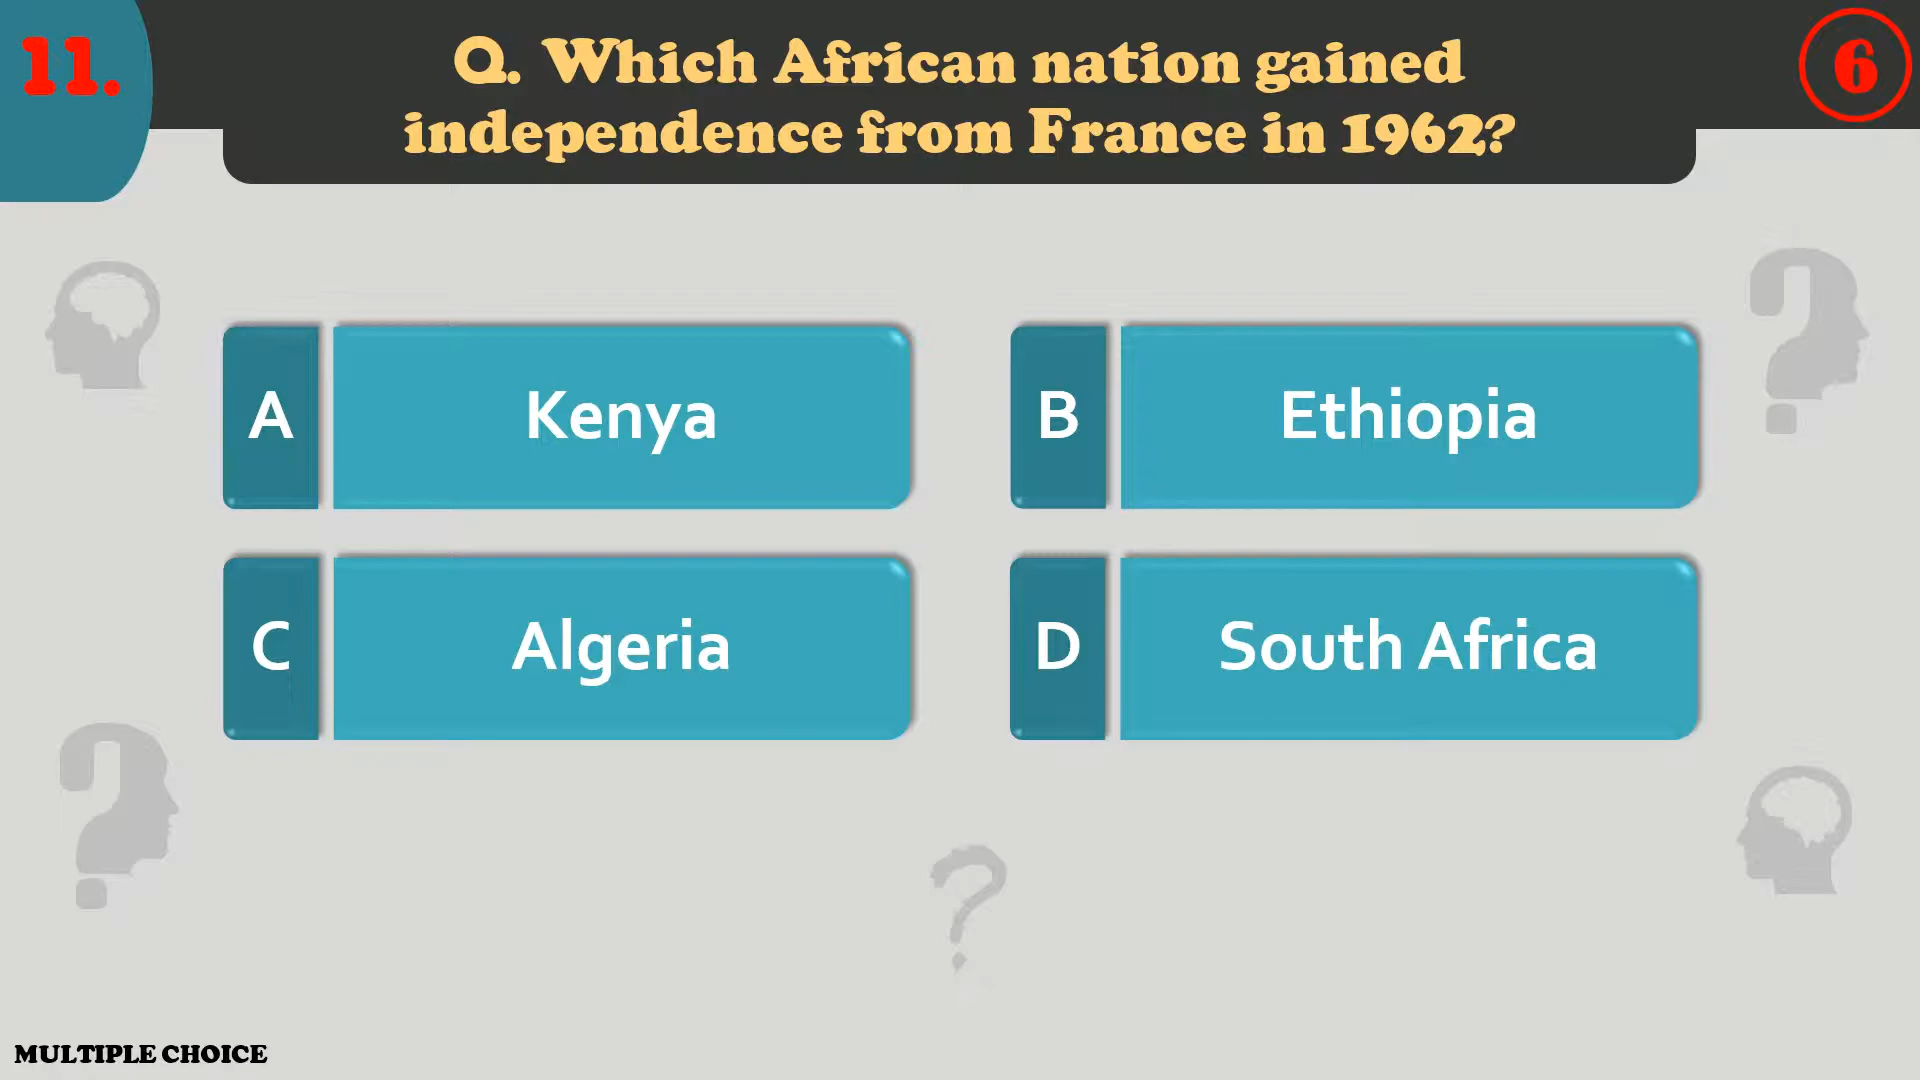 11.
Q. Which African nation gained
independence from France in 1962?
6
A Kenya
B Ethiopia
C Algeria
D South Africa
MULTIPLE CHOICE